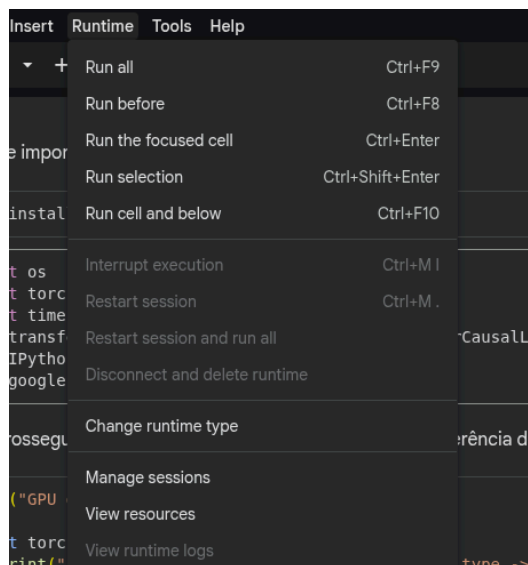 Insert Runtime Tools Help
+
Run all Ctrl+F9
Run before Ctrl+F8
Run the focused cell Ctrl+Enter
e impor
Run selection Ctrl+Shift+Enter
instal
Run cell and below Ctrl+F10
Interrupt execution Ctrl+M I
t os
t torc
Restart session Ctrl+M .
t time
transf
Restart session and run all
rCausalL
IPytho
google
Disconnect and delete runtime
Change runtime type
rossegu
erência d
Manage sessions
("GPU
View resources
t torc
View runtime logs
rint("
type ->